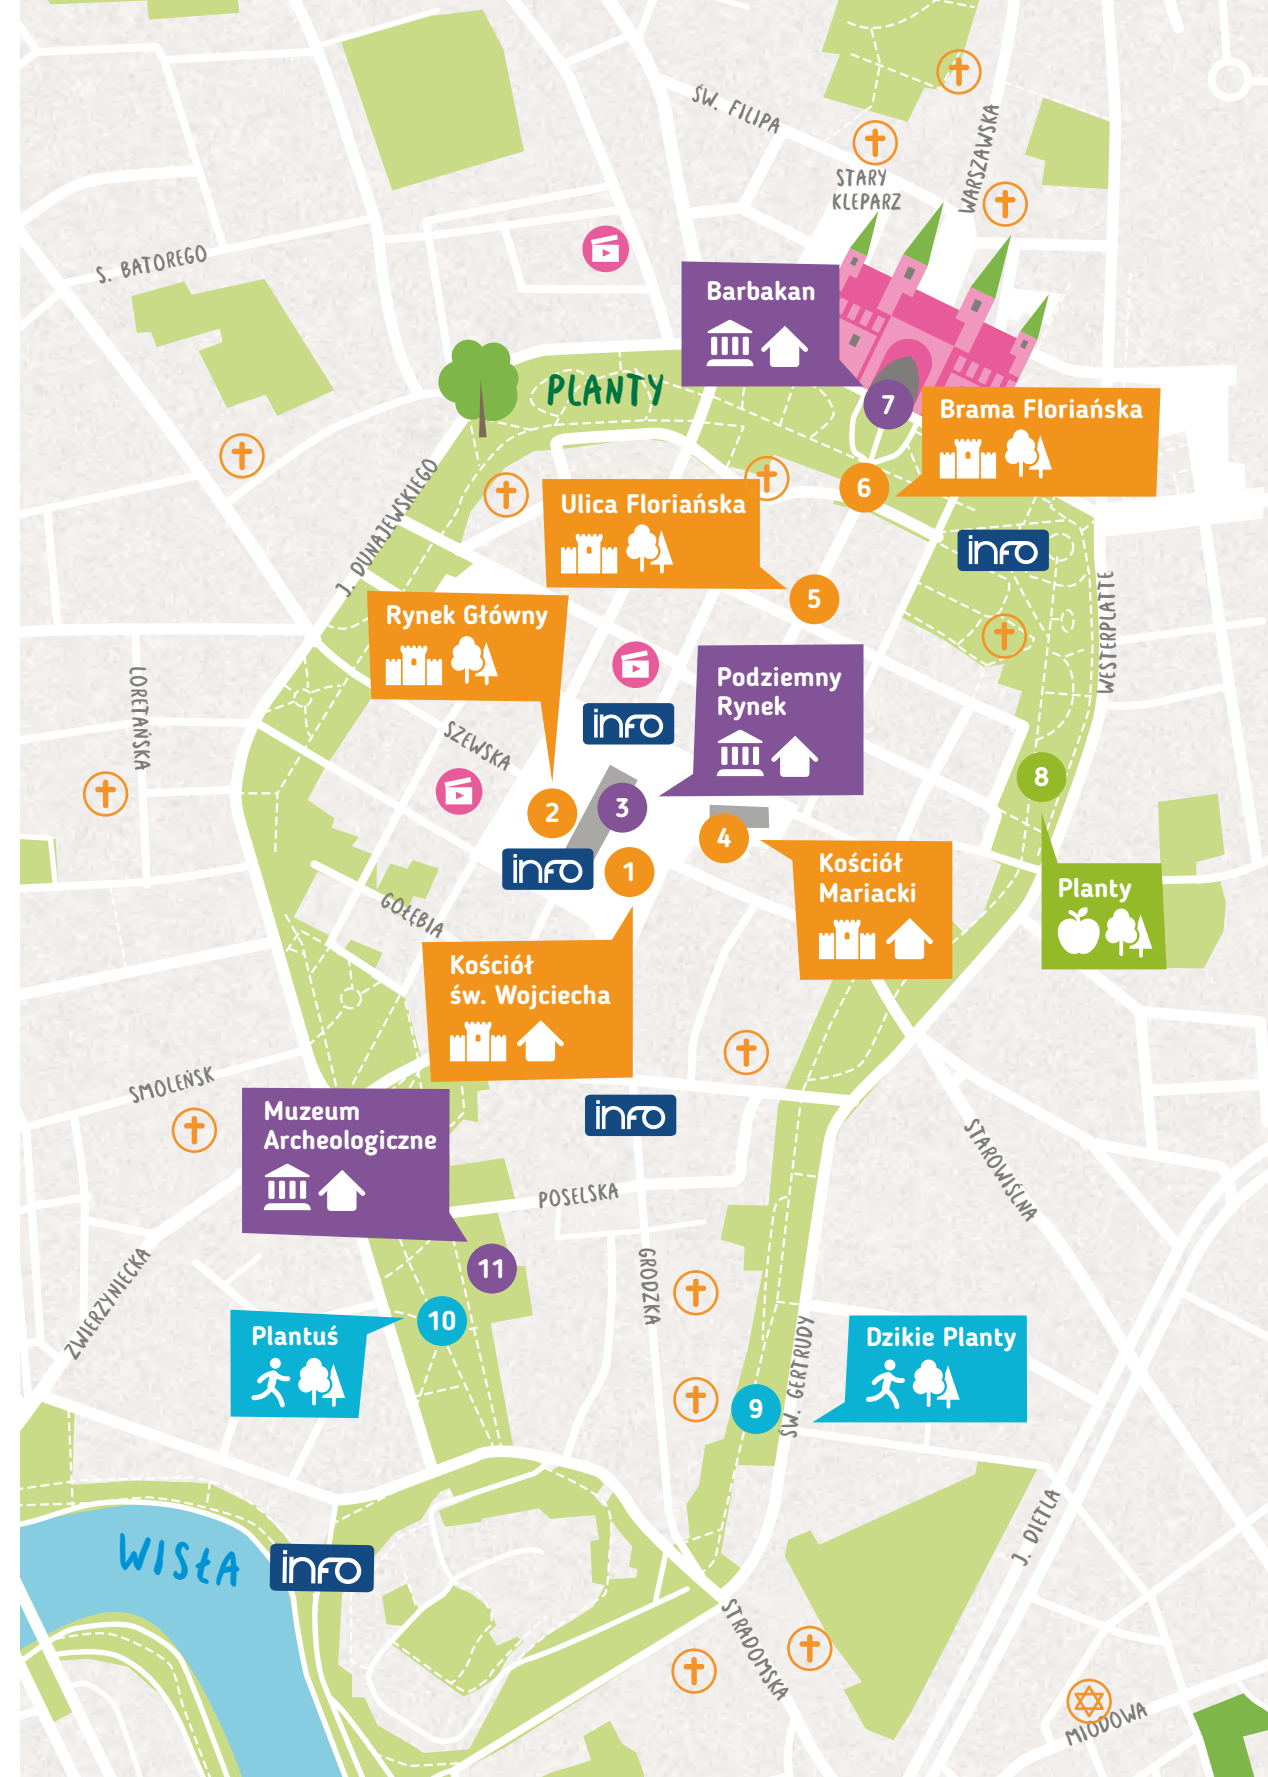 ŚW. FILIPA
WARSZAWSKA
STARY
KLEPARZ
S. BATOREGO
Barbakan
PLANTY
7
Brama Floriańska
6
J. DUNAJEWSKIEGO
Ulica Floriańska
info
5
WESTERPLATTE
Rynek Główny
LORETAŃSKA
Podziemny
Rynek
info
SZEWSKA
8
2
3
4
info
1
Kościół
Mariacki
Planty
GOŁĘBIA
Kościół
św. Wojciecha
SMOLEŃSK
Muzeum
Archeologiczne
info
STAROWIŚLNA
POSELSKA
11
ZWIERZYNIECKA
GRODZKA
10
Plantuś
ŚW. GERTRUDY
Dzikie Planty
9
J. DIETLA
WISŁA
info
STRADOMSKA
MIODOWA